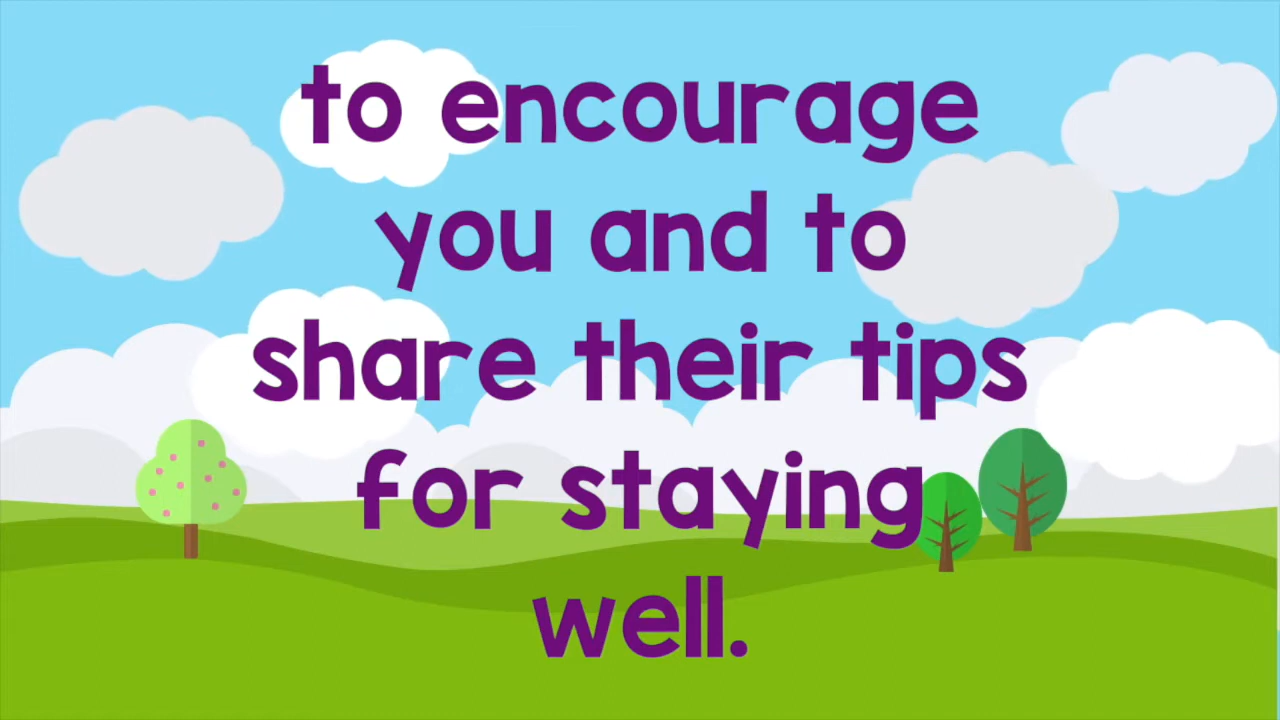 to encourage
you and to
share their tips
for staying
well.